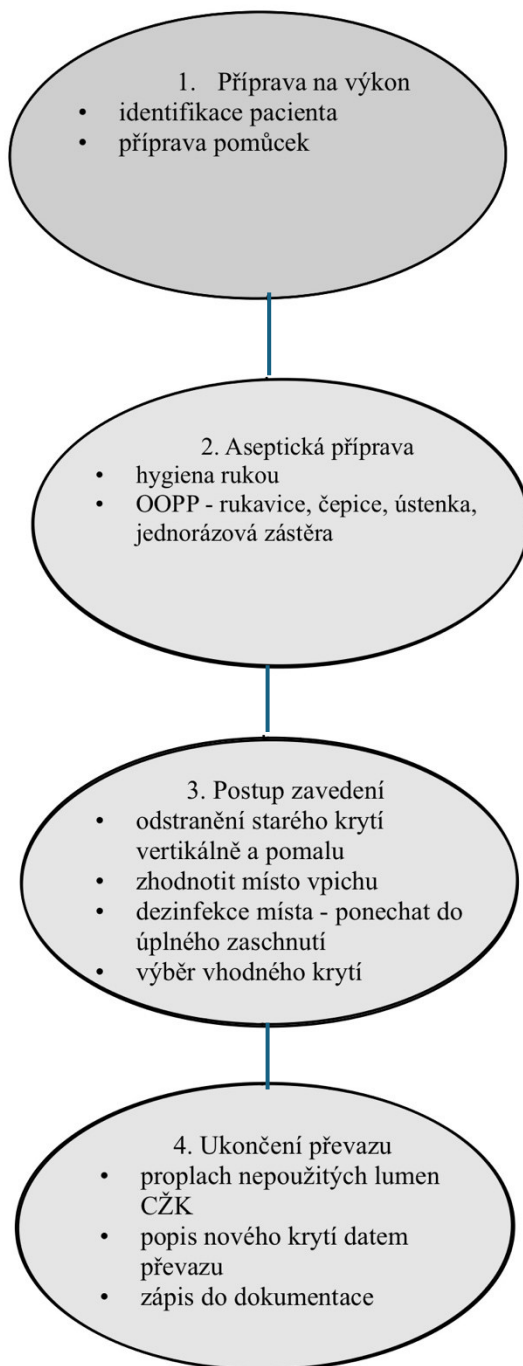 1. Příprava na výkon
• identifikace pacienta
• příprava pomůcek
2. Aseptická příprava
• hygiena rukou
• OOPP - rukavice, čepice, ústenka,
jednorázová zástěra
3. Postup zavedení
• odstranění starého krytí
vertikálně a pomalu
• zhodnotit místo vpichu
• dezinfekce místa - ponechat do
úplného zaschnutí
• výběr vhodného krytí
4. Ukončení převazu
• proplach nepoužitých lumen
CŽK
• popis nového krytí datem
převazu
• zápis do dokumentace